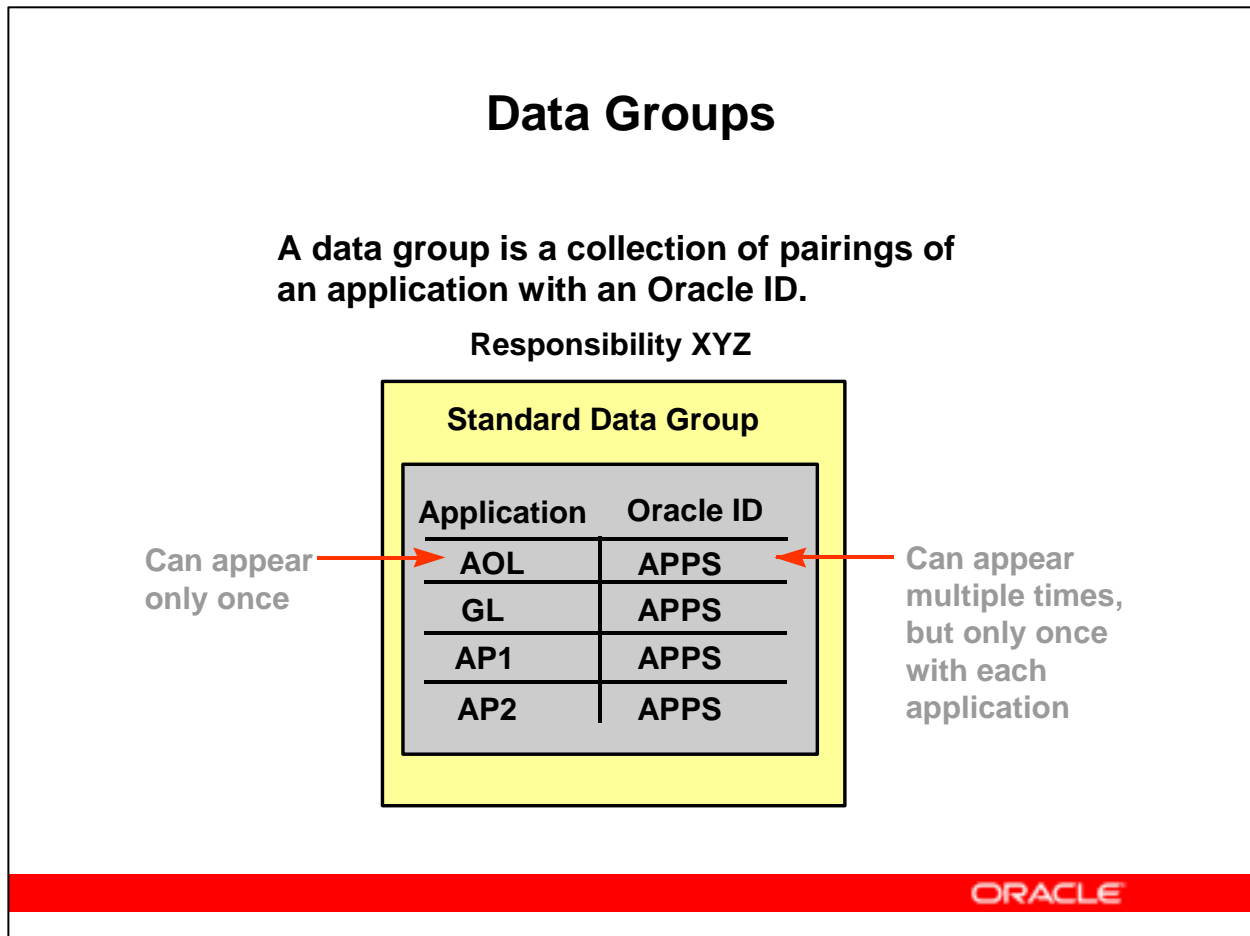 Data Groups
A data group is a collection of pairings of
an application with an Oracle ID.
Responsibility XYZ
Standard Data Group
Application Oracle ID
AOL APPS
GL APPS
AP1 APPS
AP2 APPS
Can appear
only once
Can appear
multiple times,
but only once
with each
application
ORACLE